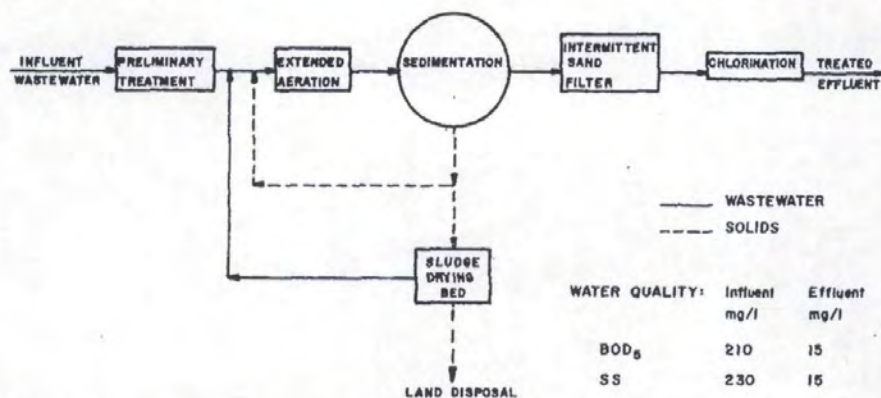 INFLUENT
WASTEWATER
PRELIMINARY
TREATMENT
EXTENDED
AERATION
SEDIMENTATION
INTERMITTENT
SAND
FILTER
CHLORINATION
TREATED
EFFLUENT
WASTEWATER
SOLIDS
SLUDGE
DRYING
BED
LAND DISPOSAL
WATER QUALITY: Influent Effluent
mg/l mg/l
BOD₅ 210 15
SS 230 15